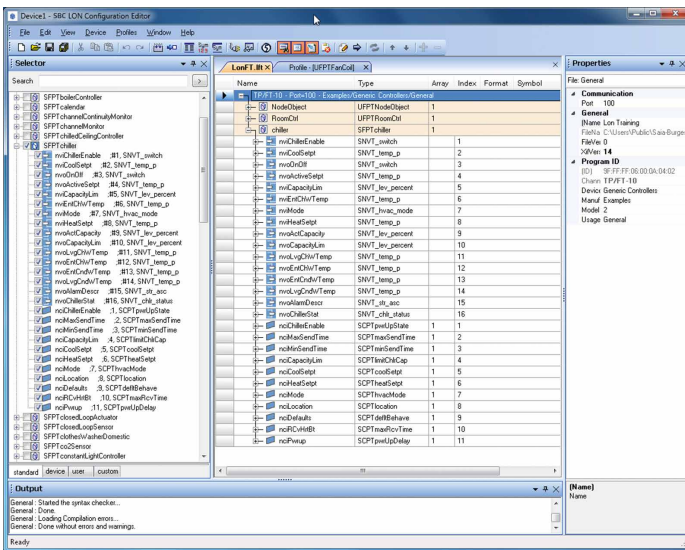 Device1 - SBC LON Configuration Editor
File Edit View Device Profiles Window Help
Selector
Search
SFPTboilerController
SFPTcalendar
SFPTchannelContinuityMonitor
SFPTchannelMonitor
SFPTchilledCeilingController
SFPTchiller
nviChillerEnable ;#1, SNVT_switch
nviCoolSetpt ;#2, SNVT_temp_p
nvoOnOff ;#3, SNVT_switch
nvoActiveSetpt ;#4, SNVT_temp_p
nviCapacityLim ;#5, SNVT_lev_percent
nviEntChWTemp ;#6, SNVT_temp_p
nviMode ;#7, SNVT_hvac_mode
nviHeatSetpt ;#8, SNVT_temp_p
nvoActCapacity ;#9, SNVT_lev_percent
nvoCapacityLim ;#10, SNVT_lev_percent
nvoLvgChWTemp ;#11, SNVT_temp_p
nvoEntChWTemp ;#12, SNVT_temp_p
nvoEntCndWTemp ;#13, SNVT_temp_p
nvoLvgCndWTemp ;#14, SNVT_temp_p
nvoAlarmDescr ;#15, SNVT_str_asc
nvoChillerStat ;#16, SNVT_chlr_status
nciChillerEnable ;1, SCPTpwrUpState
nciMaxSendTime ;2, SCPTmaxSendTime
nciMinSendTime ;3, SCPTminSendTime
nciCapacityLim ;4, SCPTlimitChlrCap
nciCoolSetpt ;5, SCPTcoolSetpt
nciHeatSetpt ;6, SCPTheatSetpt
nciMode ;7, SCPThvacMode
nciLocation ;8, SCPTlocation
nciDefaults ;9, SCPTdefltBehave
nciRCvHrtBt ;10, SCPTmaxRcvTime
nciPwrup ;11, SCPTpwrUpDelay
SFPTclosedLoopActuator
SFPTclosedLoopSensor
SFPTclothesWasherDomestic
SFPTco2Sensor
SFPTconstantLightController
standard device user custom
LonFT.lft Profile - [UFPTFanCoil]
Name Type Array Index Format Symbol
TP/FT-10 - Port=100 - Examples/Generic Controllers/General
NodeObject UFPTNodeObject 1
RoomCtrl UFPTRoomCtrl 1
chiller SFPTchiller 1
nviChillerEnable SNVT_switch 1
nviCoolSetpt SNVT_temp_p 2
nvoOnOff SNVT_switch 3
nvoActiveSetpt SNVT_temp_p 4
nviCapacityLim SNVT_lev_percent 5
nviEntChWTemp SNVT_temp_p 6
nviMode SNVT_hvac_mode 7
nviHeatSetpt SNVT_temp_p 8
nvoActCapacity SNVT_lev_percent 9
nvoCapacityLim SNVT_lev_percent 10
nvoLvgChWTemp SNVT_temp_p 11
nvoEntChWTemp SNVT_temp_p 12
nvoEntCndWTemp SNVT_temp_p 13
nvoLvgCndWTemp SNVT_temp_p 14
nvoAlarmDescr SNVT_str_asc 15
nvoChillerStat SNVT_chlr_status 16
nciChillerEnable SCPTpwrUpState 1 1
nciMaxSendTime SCPTmaxSendTime 1 2
nciMinSendTime SCPTminSendTime 1 3
nciCapacityLim SCPTlimitChlrCap 1 4
nciCoolSetpt SCPTcoolSetpt 1 5
nciHeatSetpt SCPTheatSetpt 1 6
nciMode SCPThvacMode 1 7
nciLocation SCPTlocation 1 8
nciDefaults SCPTdefltBehave 1 9
nciRCvHrtBt SCPTmaxRcvTime 1 10
nciPwrup SCPTpwrUpDelay 1 11
Properties
File: General
Communication
Port 100
General
(Name Lon Training
FileNa C:\Users\Public\Saia-Burge
FileVer 0
XifVer: 14
Program ID
(ID) 9F:FF:FF:06:00:0A:04:02
Chann TP/FT-10
Device Generic Controllers
Manuf Examples
Model 2
Usage General
(Name)
Name
Output
General : Started the syntax checker...
General : Done.
General : Loading Compilation errors...
General : Done without errors and warnings.
Ready